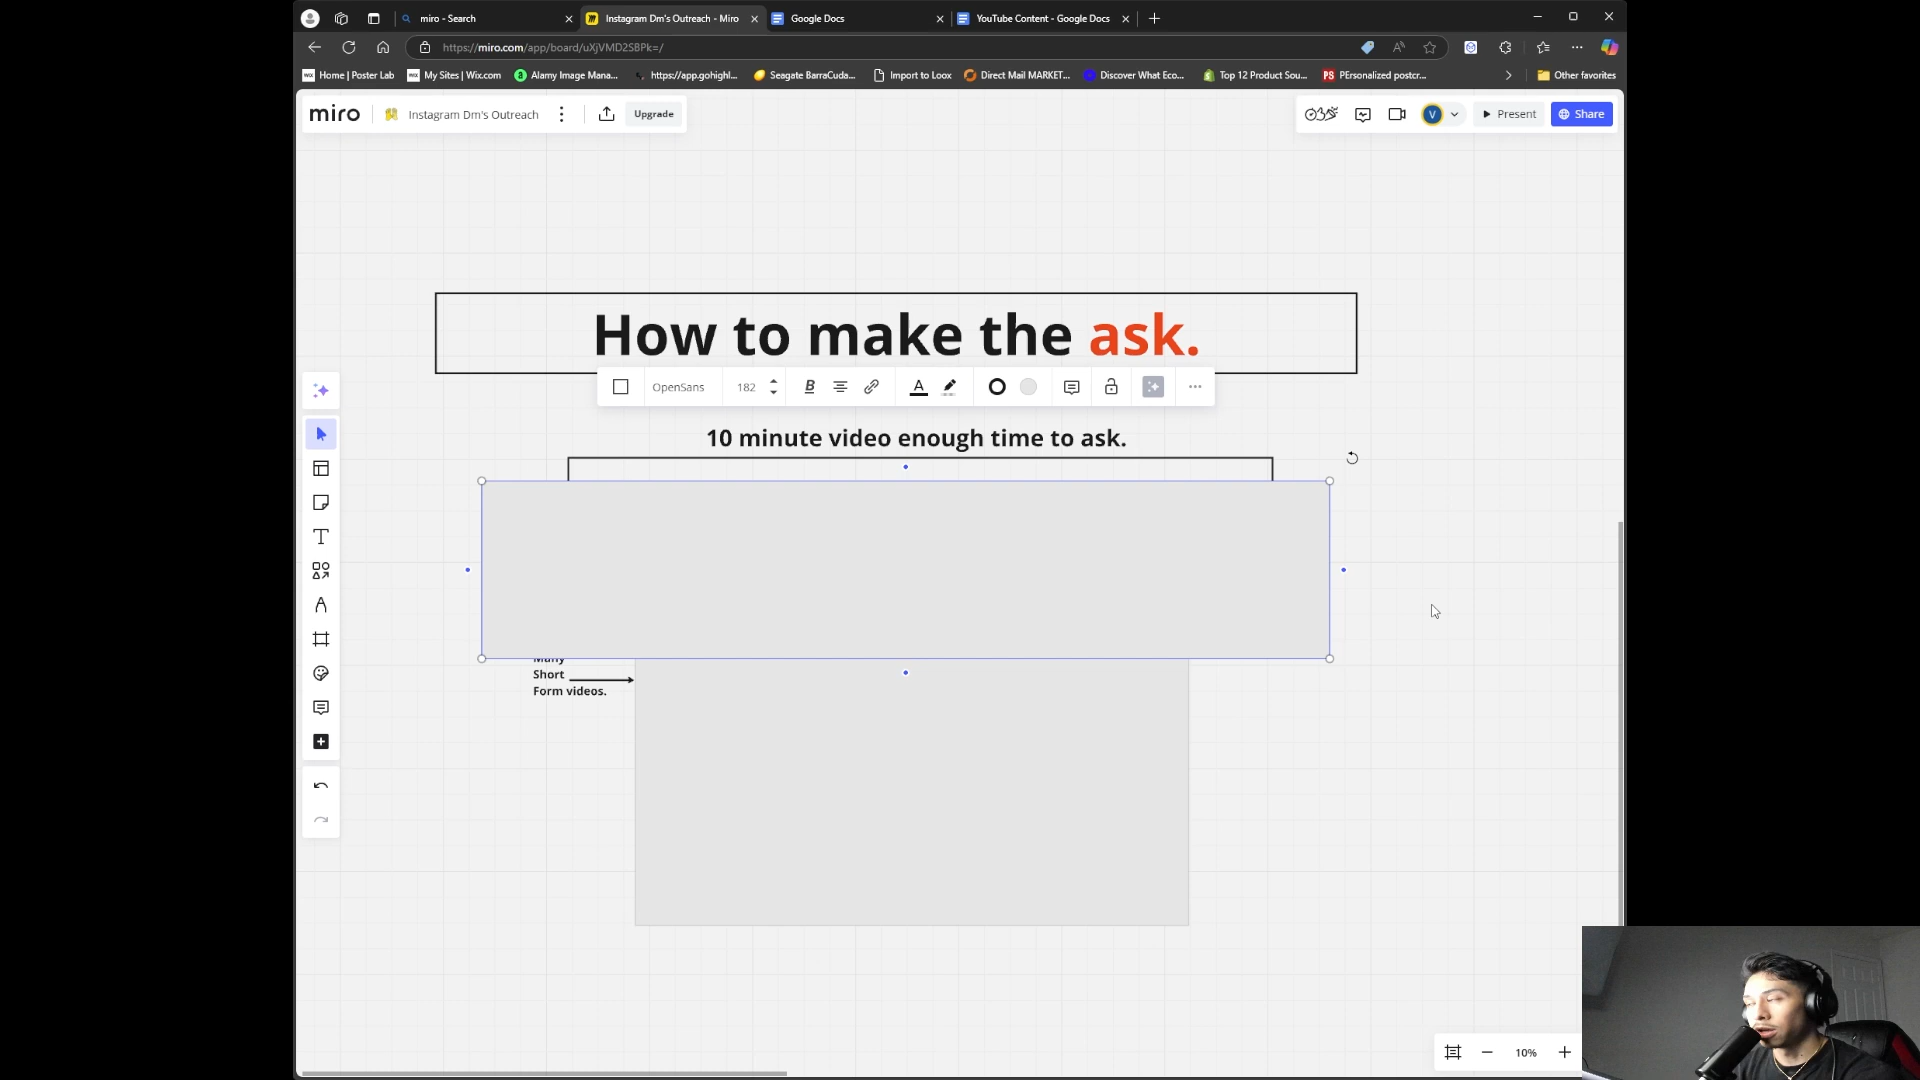 miro - Search
Instagram Dm's Outreach - Miro
Google Docs
YouTube Content - Google Docs
https://miro.com/app/board/uXjVMD2SBPk=/
Home | Poster Lab
My Sites | Wix.com
Alamy Image Mana...
https://app.gohighl...
Seagate BarraCuda...
Import to Loox
Direct Mail MARKET...
Discover What Eco...
Top 12 Product Sou...
PErsonalized postcr...
Other favorites
miro
Instagram Dm's Outreach
Upgrade
V
Present
Share
How to make the ask.
OpenSans
182
10 minute video enough time to ask.
Many
Short
Form videos.
10%